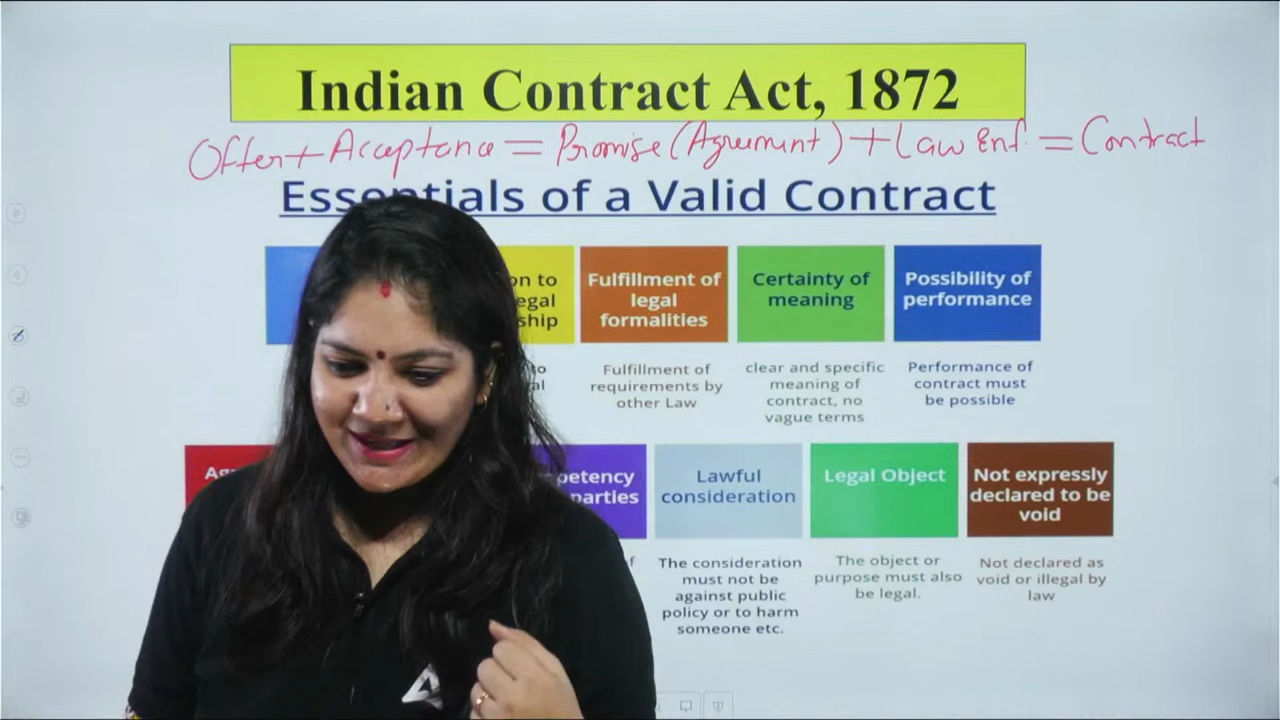 Indian Contract Act, 1872
Offer + Acceptance = Promise (Agreement) + Law Enf. = Contract
Essentials of a Valid Contract
Fulfillment of
legal
formalities
Certainty of
meaning
Possibility of
performance
Fulfillment of
requirements by
other Law
clear and specific
meaning of
contract, no
vague terms
Performance of
contract must
be possible
parties
Lawful
consideration
Legal Object
Not expressly
declared to be
void
The consideration
must not be
against public
policy or to harm
someone etc.
The object or
purpose must also
be legal.
Not declared as
void or illegal by
law